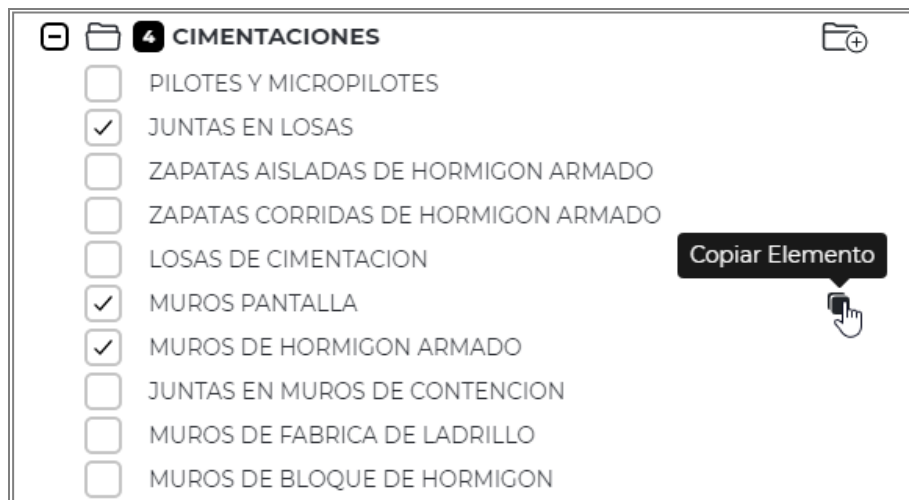 4 CIMENTACIONES
PILOTES Y MICROPILOTES
JUNTAS EN LOSAS
ZAPATAS AISLADAS DE HORMIGON ARMADO
ZAPATAS CORRIDAS DE HORMIGON ARMADO
LOSAS DE CIMENTACION
Copiar Elemento
MUROS PANTALLA
MUROS DE HORMIGON ARMADO
JUNTAS EN MUROS DE CONTENCION
MUROS DE FABRICA DE LADRILLO
MUROS DE BLOQUE DE HORMIGON